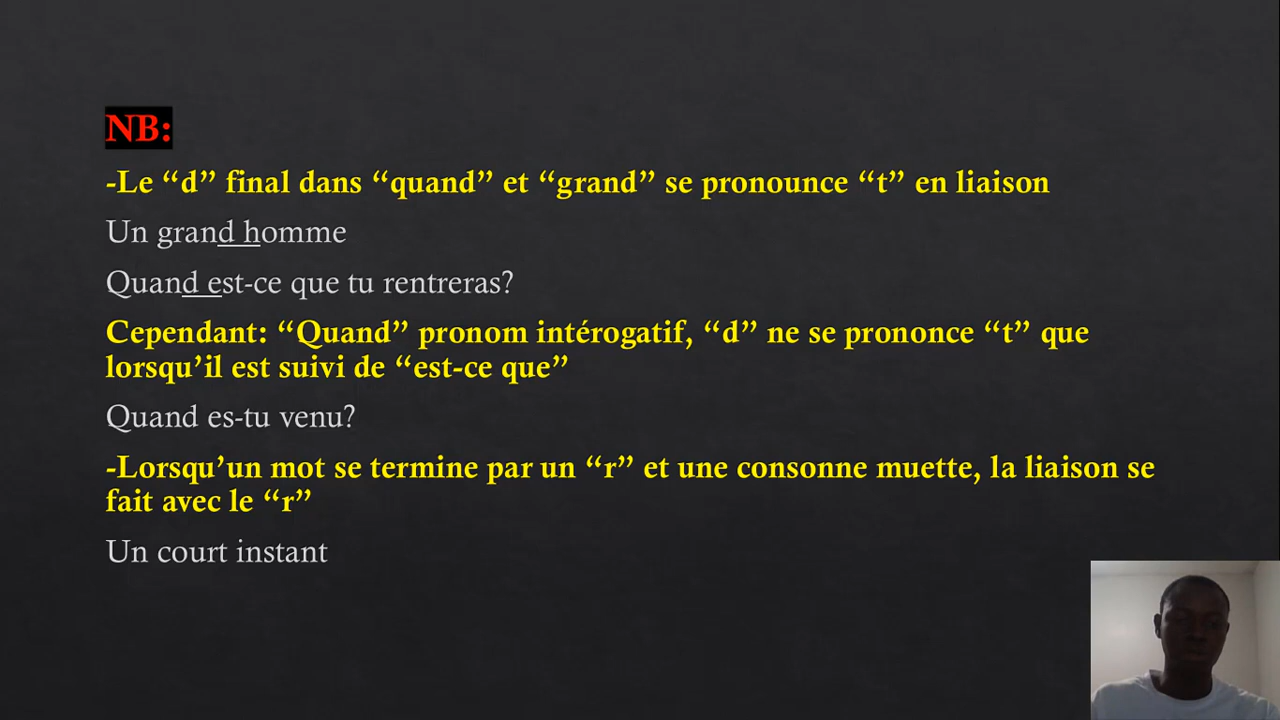 NB:
-Le “d” final dans “quand” et “grand” se pronounce “t” en liaison
Un grand homme
Quand est-ce que tu rentreras?
Cependant: “Quand” pronom intérogatif, “d” ne se prononce “t” que
lorsqu’il est suivi de “est-ce que”
Quand es-tu venu?
-Lorsqu’un mot se termine par un “r” et une consonne muette, la liaison se
fait avec le “r”
Un court instant